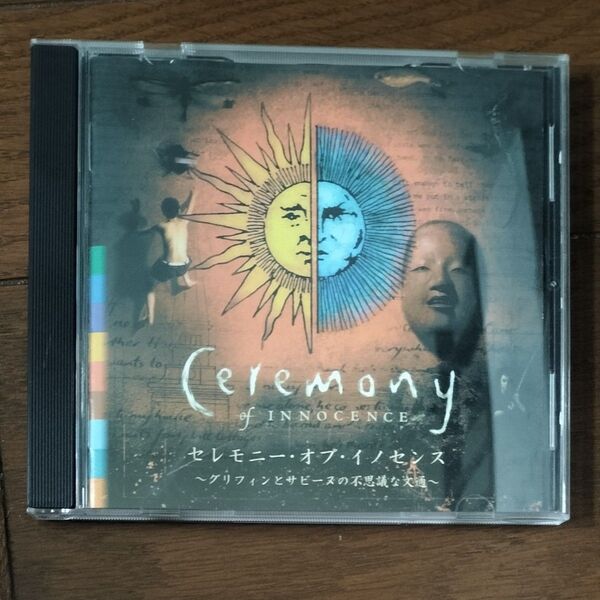 Ceremony
of INNOCENCE
セレモニー・オブ・イノセンス
〜グリフィンとサビーヌの不思議な文通〜